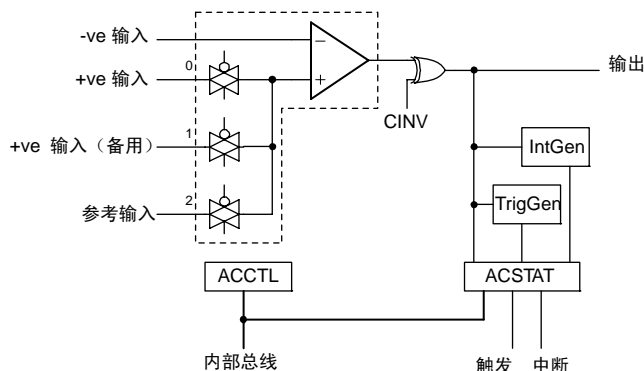 -ve 输入
0
+ve 输入
1
+ve 输入（备用）
2
参考输入
−
+
CINV
输出
IntGen
TrigGen
ACCTL
ACSTAT
内部总线
触发
中断